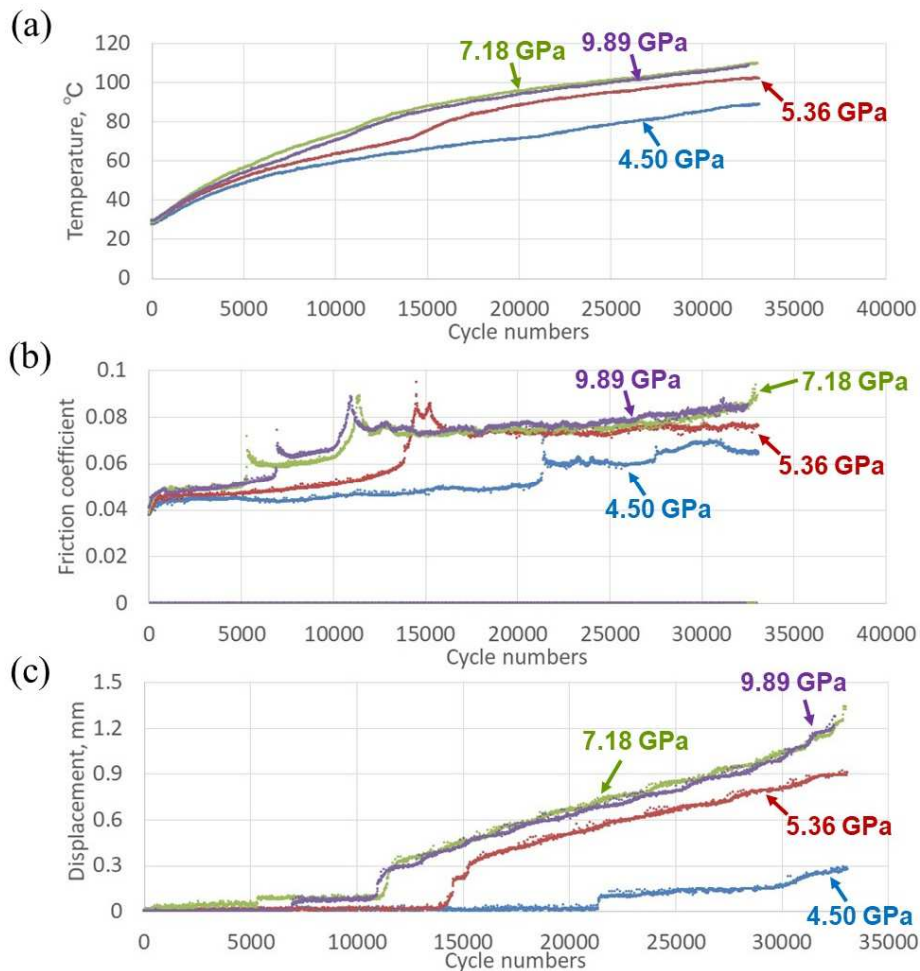 (a)
120
100
80
60
40
20
0
Temperature, °C
7.18 GPa
9.89 GPa
5.36 GPa
4.50 GPa
0 5000 10000 15000 20000 25000 30000 35000 40000
Cycle numbers
(b)
0.1
0.08
0.06
0.04
0.02
0
Friction coefficient
9.89 GPa
7.18 GPa
5.36 GPa
4.50 GPa
0 5000 10000 15000 20000 25000 30000 35000 40000
Cycle numbers
(c)
1.5
1.2
0.9
0.6
0.3
0
Displacement, mm
9.89 GPa
7.18 GPa
5.36 GPa
4.50 GPa
0 5000 10000 15000 20000 25000 30000 35000
Cycle numbers